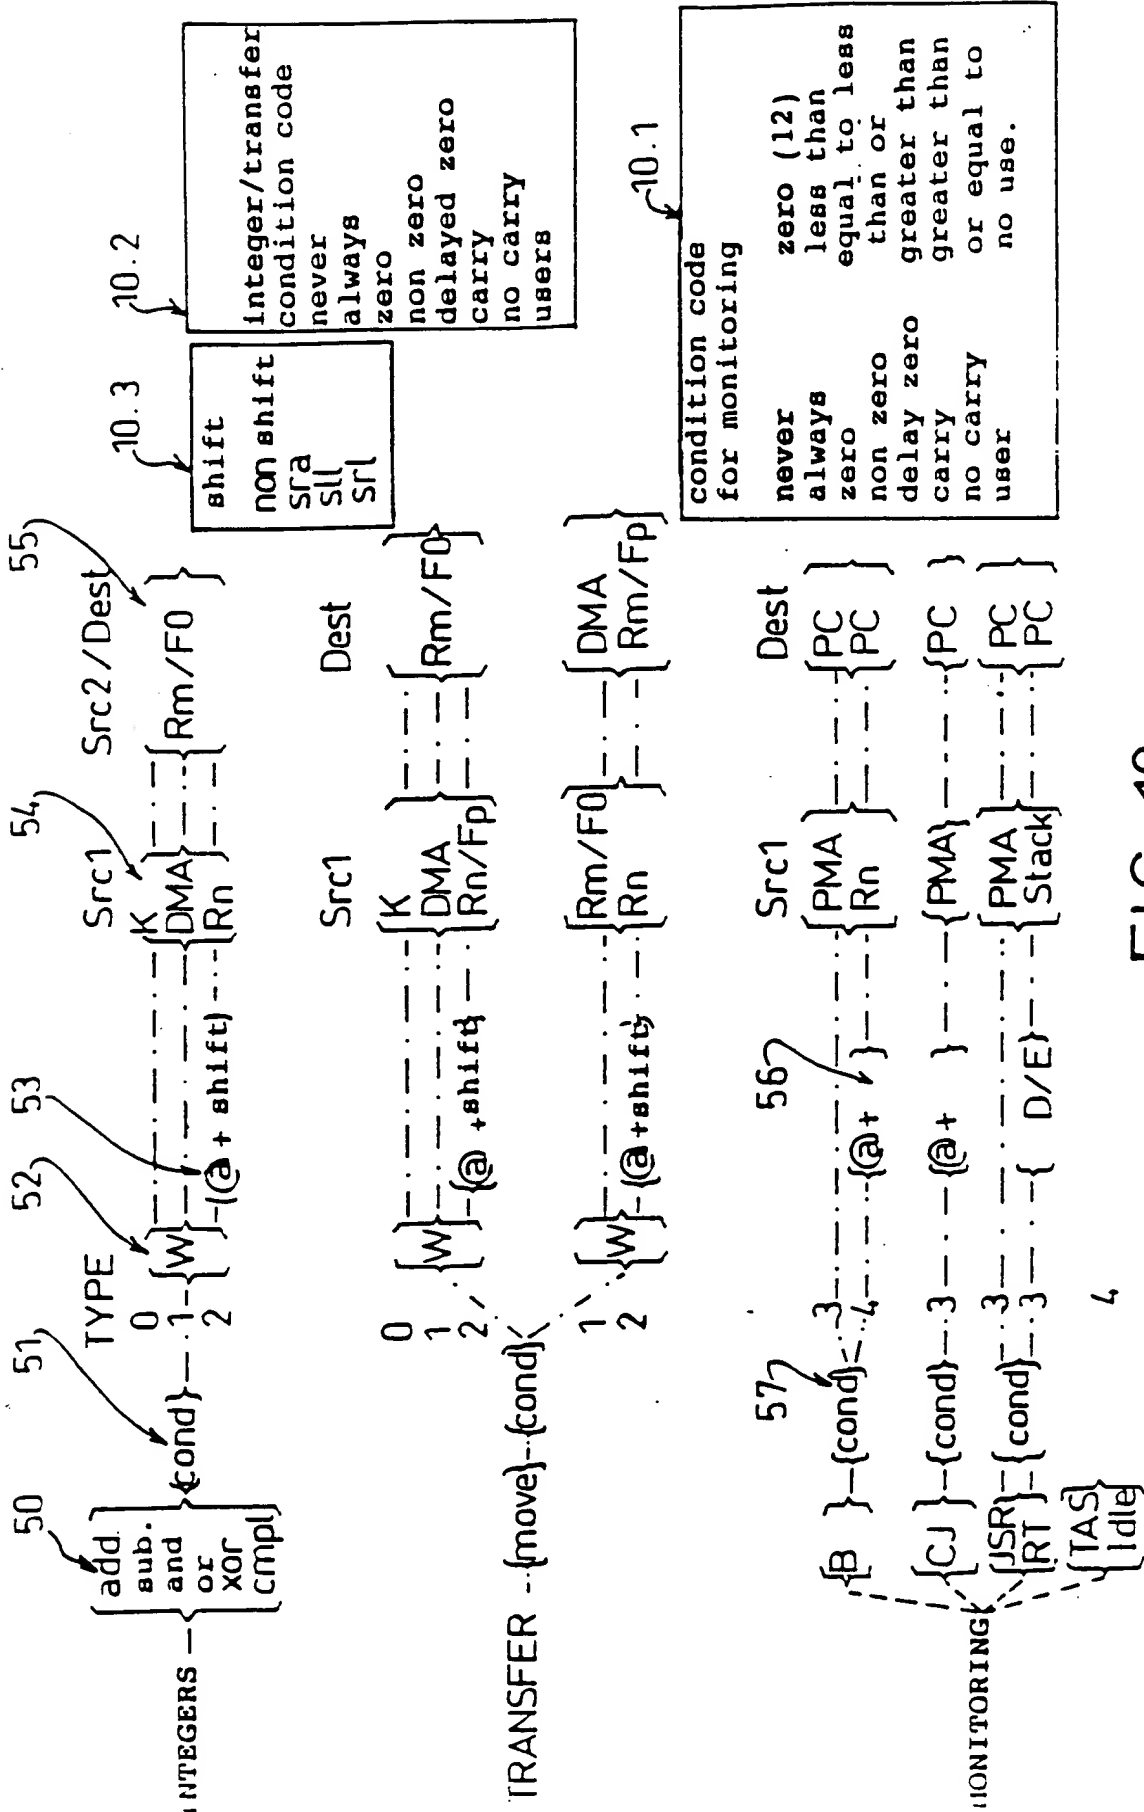 50
51
52
53
54
55
TYPE
Src1
Src2/Dest
INTEGERS
add
sub.
and
or
xor
cmpl
{cond}
0
1
2
{W}
{@ + shift}
K
DMA
Rn
{Rm/F0}
TRANSFER
{move}
{cond}
0
1
2
{W}
{@ +shift}
Src1
K
DMA
Rn/Fp
Dest
{Rm/F0}
1
2
{W}
{@ +shift}
Rm/F0
Rn
DMA
Rm/Fp
57
56
Src1
Dest
{B}
{cond}
3
4
{@+ }
PMA
Rn
PC
PC
{CJ}
{cond}
3
{@+ }
{PMA}
{PC }
JSR
RT
{cond}
3
3
{ D/E}
PMA
Stack
PC
PC
TAS
Idle
4
10.3
shift
non shift
sra
sll
srl
10.2
integer/transfer
condition code
never
always
zero
non zero
delayed zero
carry
no carry
users
10.1
condition code
for monitoring
never zero (12)
always less than
zero equal to less
non zero than or
delay zero greater than
carry greater than
no carry or equal to
user no use.